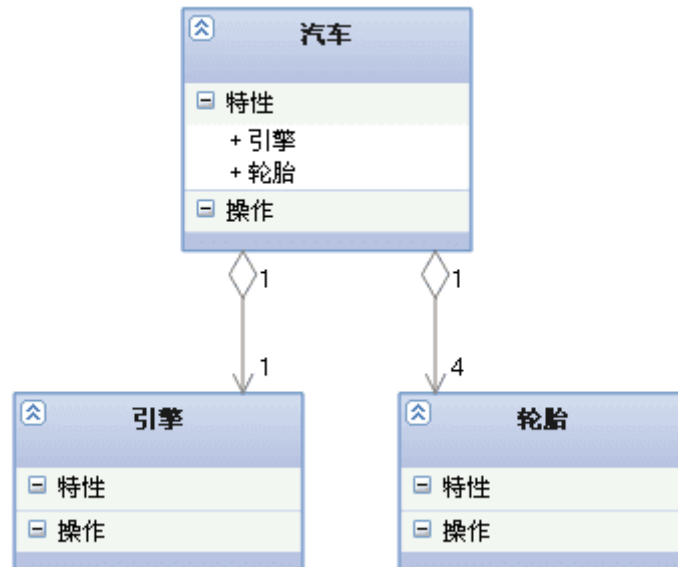 汽车
特性
+ 引擎
+ 轮胎
操作
1 1
1 4
引擎 轮胎
特性 特性
操作 操作